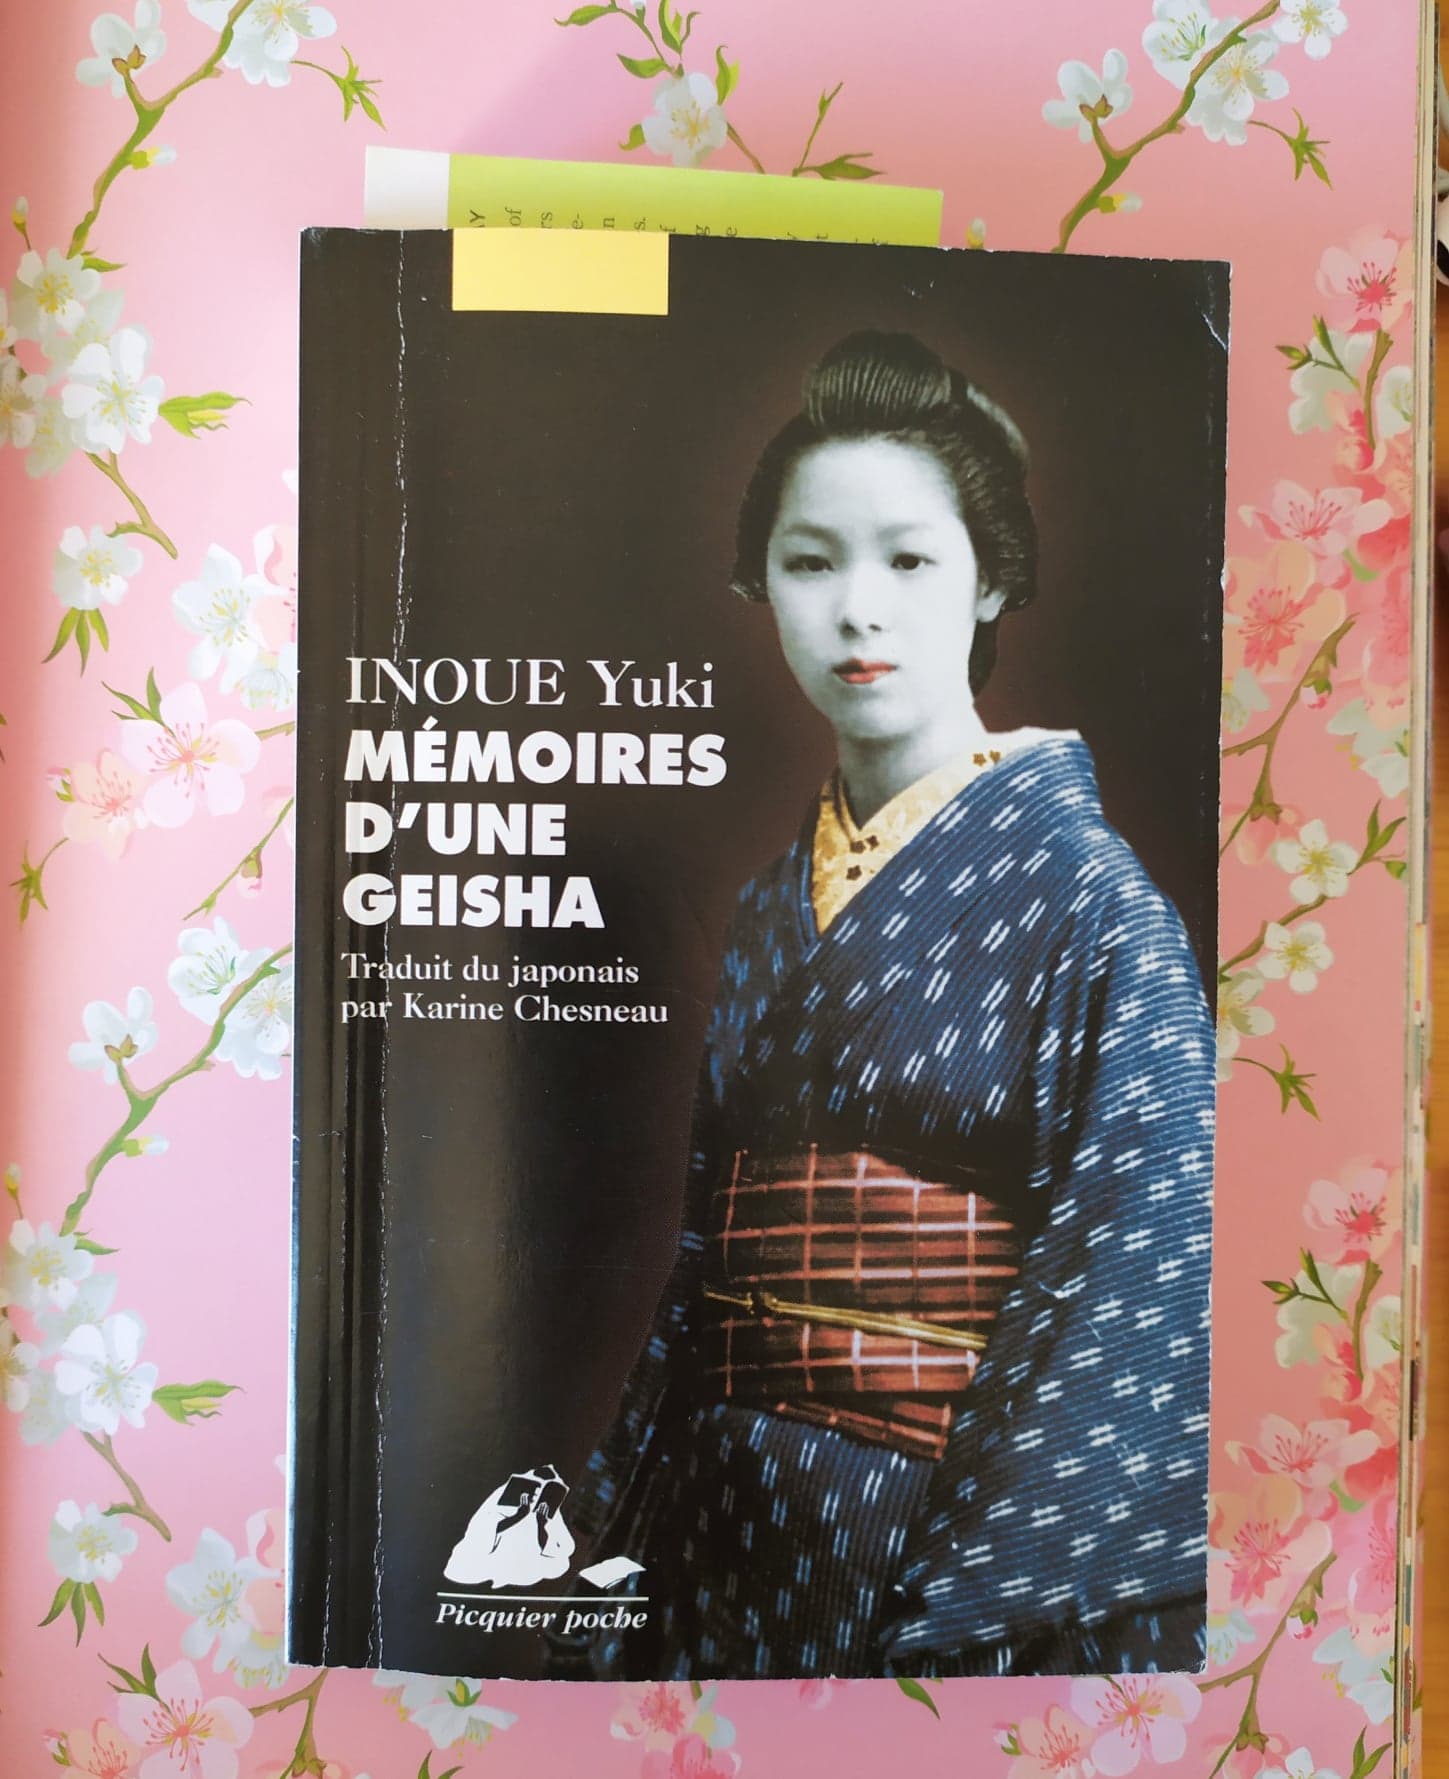 INOUE Yuki
MÉMOIRES
D'UNE
GEISHA
Traduit du japonais
par Karine Chesneau
Picquier poche